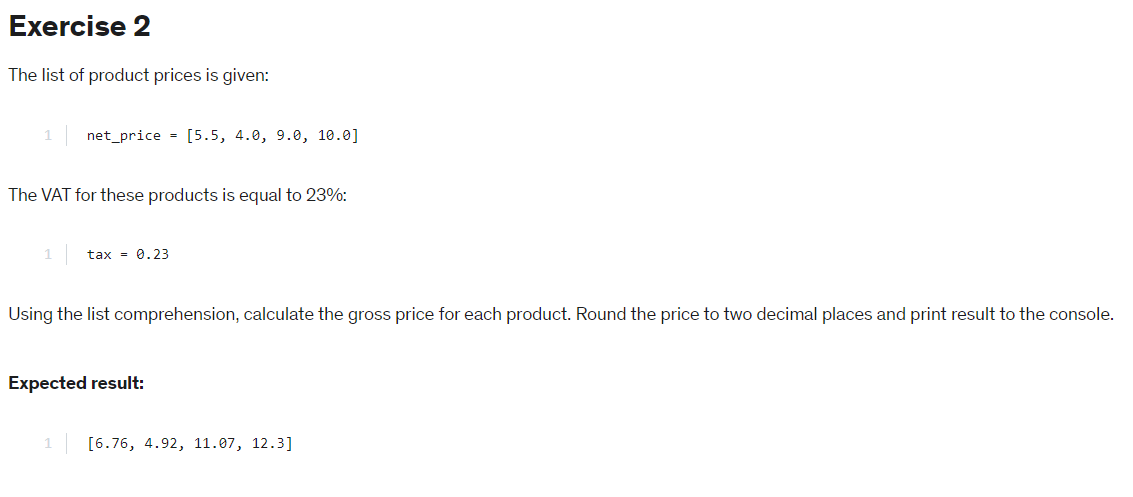 Exercise 2
The list of product prices is given:
1 net_price = [5.5, 4.0, 9.0, 10.0]
The VAT for these products is equal to 23%:
1 tax = 0.23
Using the list comprehension, calculate the gross price for each product. Round the price to two decimal places and print result to the console.
Expected result:
1 [6.76, 4.92, 11.07, 12.3]